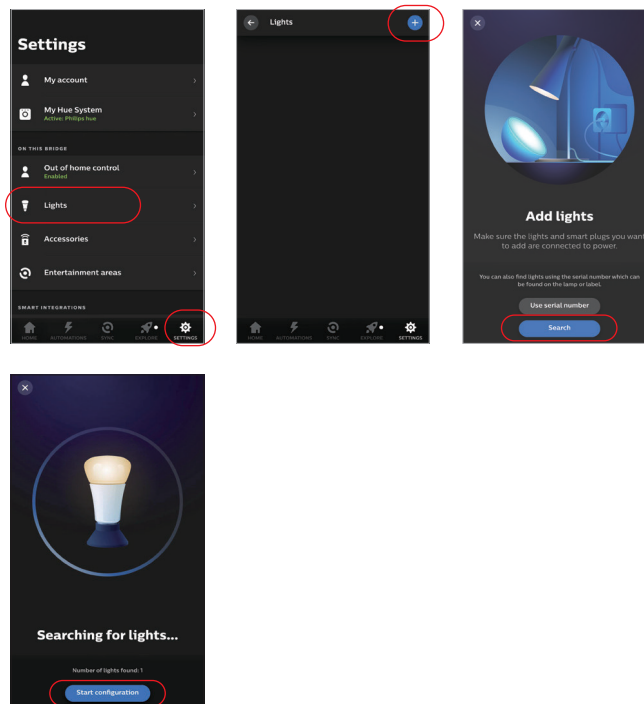 Settings
My account
My Hue System
Active: Philips hue
ON THIS BRIDGE
Out of home control
Enabled
Lights
Accessories
Entertainment areas
SMART INTEGRATIONS
HOME AUTOMATIONS SYNC EXPLORE SETTINGS
Lights
HOME AUTOMATIONS SYNC EXPLORE SETTINGS
Add lights
Make sure the lights and smart plugs you want
to add are connected to power.
You can also find lights using the serial number which can
be found on the lamp or label.
Use serial number
Search
Searching for lights...
Number of lights found: 1
Start configuration